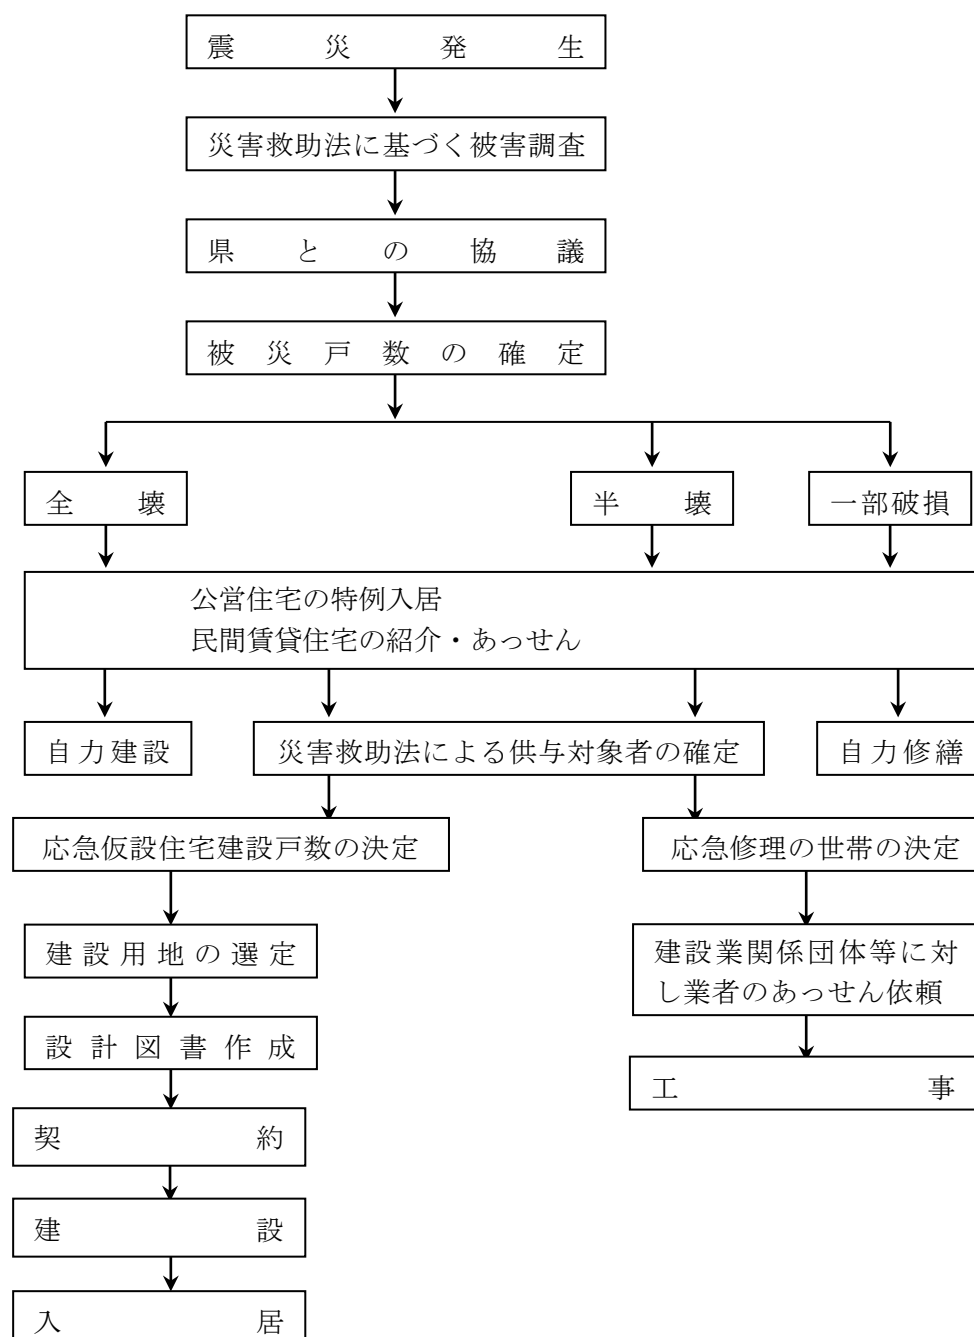 震災発生
災害救助法に基づく被害調査
県との協議
被災戸数の確定
全壊
半壊
一部破損
公営住宅の特例入居
民間賃貸住宅の紹介・あっせん
自力建設
災害救助法による供与対象者の確定
自力修繕
応急仮設住宅建設戸数の決定
応急修理の世帯の決定
建設用地の選定
建設業関係団体等に対
し業者のあっせん依頼
設計図書作成
工事
契約
建設
入居